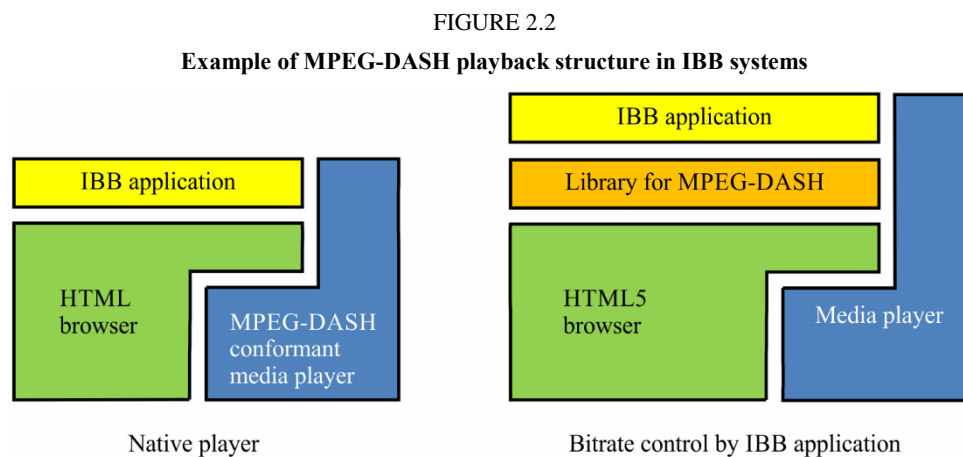 FIGURE 2.2
Example of MPEG-DASH playback structure in IBB systems
IBB application
HTML
browser
MPEG-DASH
conformant
media player
Native player
IBB application
Library for MPEG-DASH
HTML5
browser
Media player
Bitrate control by IBB application